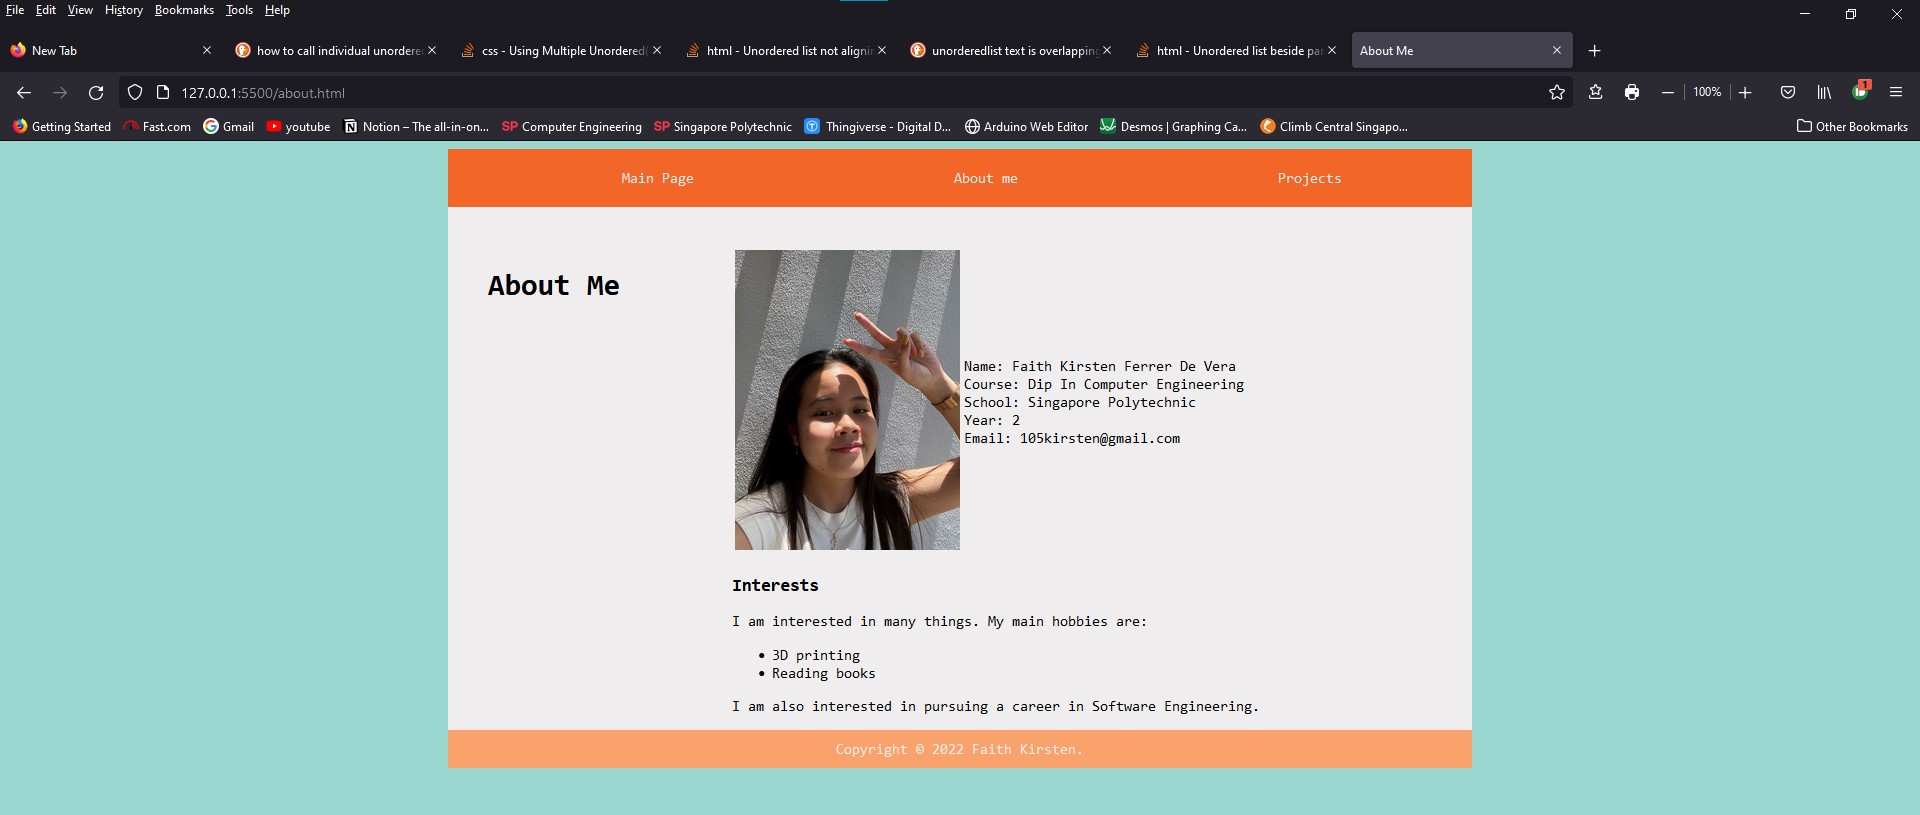 File Edit View History Bookmarks Tools Help
New Tab
how to call individual unordere
css - Using Multiple Unordered
html - Unordered list not aligni
unorderedlist text is overlapping
html - Unordered list beside par
About Me
127.0.0.1:5500/about.html
100%
1
Getting Started
Fast.com
Gmail
youtube
Notion – The all-in-on...
SP Computer Engineering
SP Singapore Polytechnic
Thingiverse - Digital D...
Arduino Web Editor
Desmos | Graphing Ca...
Climb Central Singapo...
Other Bookmarks
Main Page
About me
Projects
About Me
Name: Faith Kirsten Ferrer De Vera
Course: Dip In Computer Engineering
School: Singapore Polytechnic
Year: 2
Email: 105kirsten@gmail.com
Interests
I am interested in many things. My main hobbies are:
• 3D printing
• Reading books
I am also interested in pursuing a career in Software Engineering.
Copyright © 2022 Faith Kirsten.